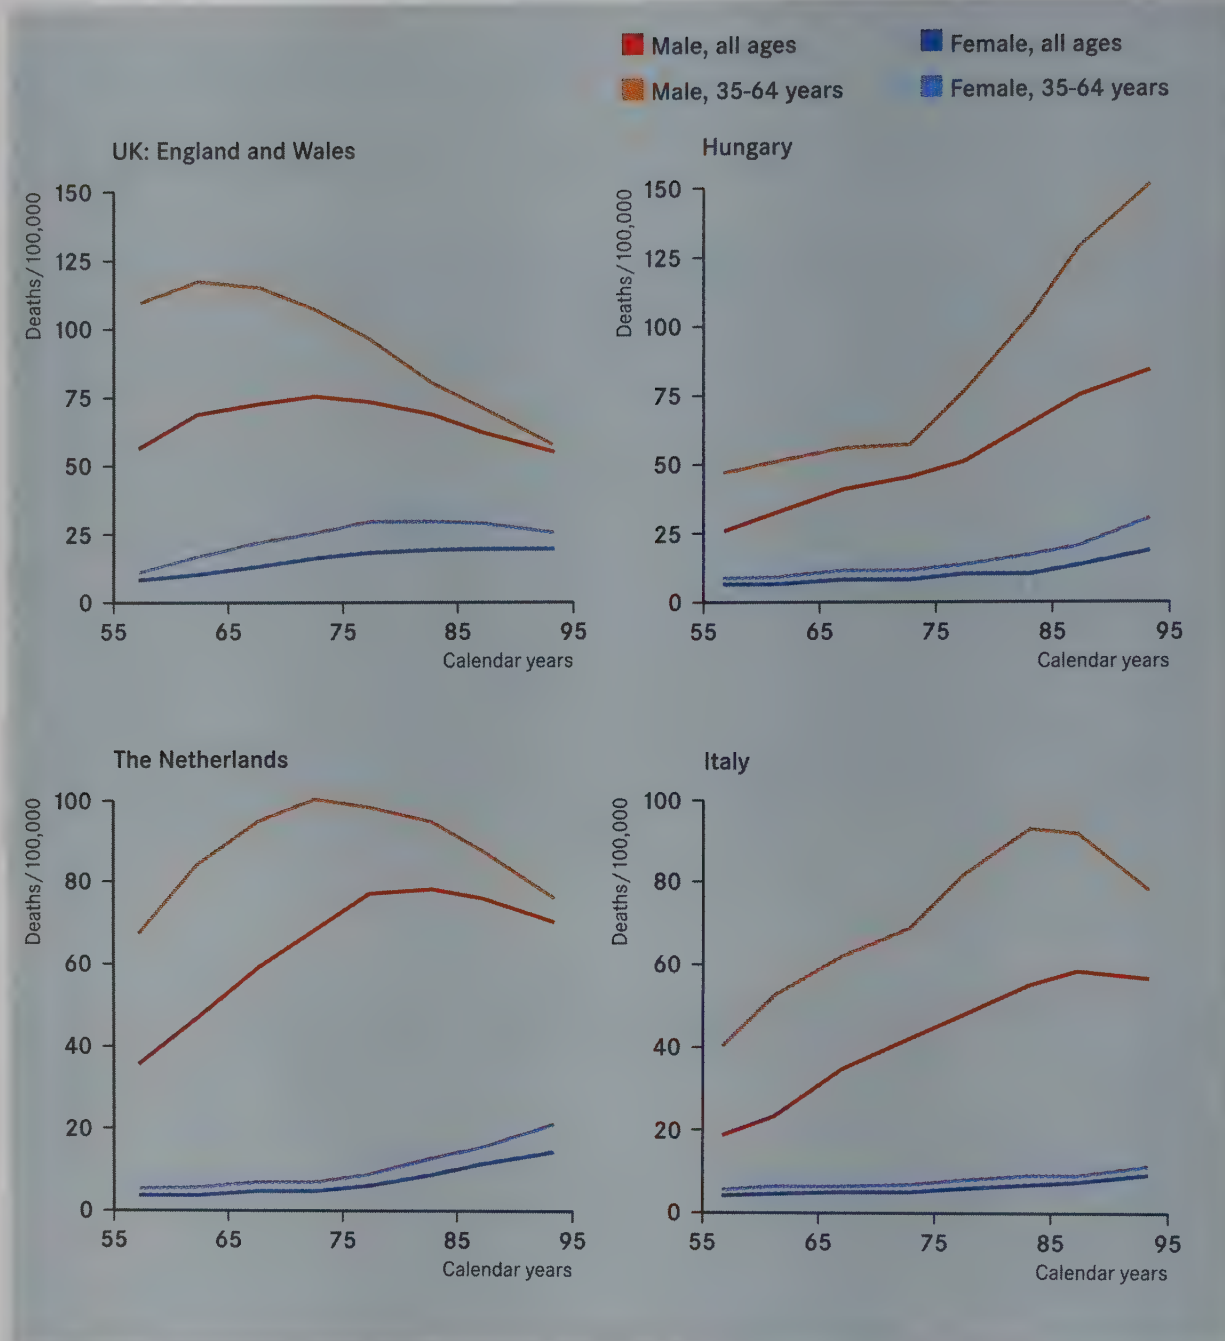 Male, all ages
Female, all ages
Male, 35-64 years
Female, 35-64 years
UK: England and Wales
Deaths/100,000
150
125
100
75
50
25
0
55
65
75
85
95
Calendar years
Hungary
Deaths/100,000
150
125
100
75
50
25
0
55
65
75
85
95
Calendar years
The Netherlands
Deaths/100,000
100
80
60
40
20
0
55
65
75
85
95
Calendar years
Italy
Deaths/100,000
100
80
60
40
20
0
55
65
75
85
95
Calendar years